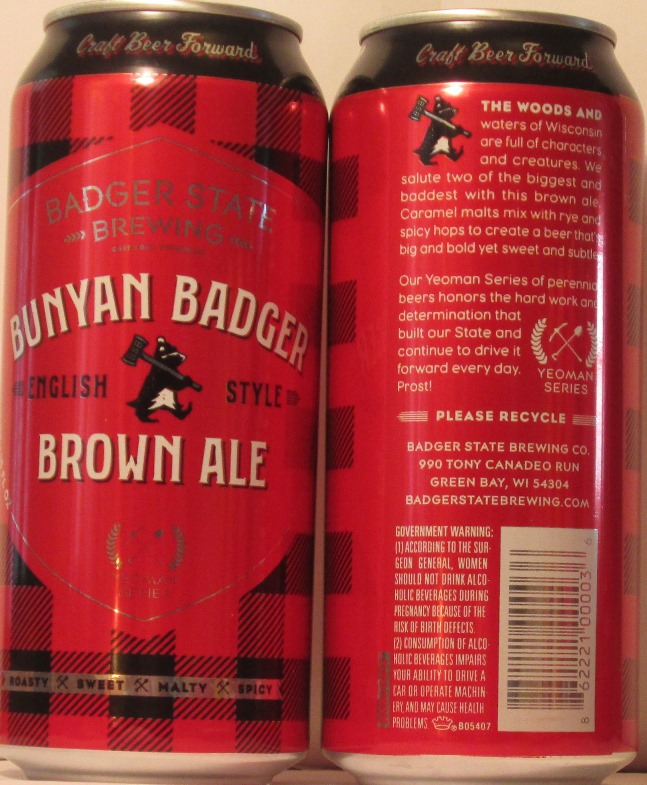 Craft Beer Forward
BADGER STATE
BREWING
BUNYAN BADGER
ENGLISH STYLE
BROWN ALE
YEOMAN
SERIES
ROASTY SWEET MALTY SPICY
Craft Beer Forward
THE WOODS AND
waters of Wisconsin
are full of characters
and creatures. We
salute two of the biggest and
baddest with this brown ale.
Caramel malts mix with rye and
spicy hops to create a beer that's
big and bold yet sweet and subtle.
Our Yeoman Series of perennia
beers honors the hard work and
determination that
built our State and
continue to drive it
forward every day.
Prost!
YEOMAN
SERIES
PLEASE RECYCLE
BADGER STATE BREWING CO.
990 TONY CANADEO RUN
GREEN BAY, WI 54304
BADGERSTATEBREWING.COM
GOVERNMENT WARNING:
(1) ACCORDING TO THE SUR-
GEON GENERAL, WOMEN
SHOULD NOT DRINK ALCO-
HOLIC BEVERAGES DURING
PREGNANCY BECAUSE OF THE
RISK OF BIRTH DEFECTS.
(2) CONSUMPTION OF ALCO-
HOLIC BEVERAGES IMPAIRS
YOUR ABILITY TO DRIVE A
CAR OR OPERATE MACHIN-
ERY, AND MAY CAUSE HEALTH
PROBLEMS. ® B05407
8 62221 00003 6